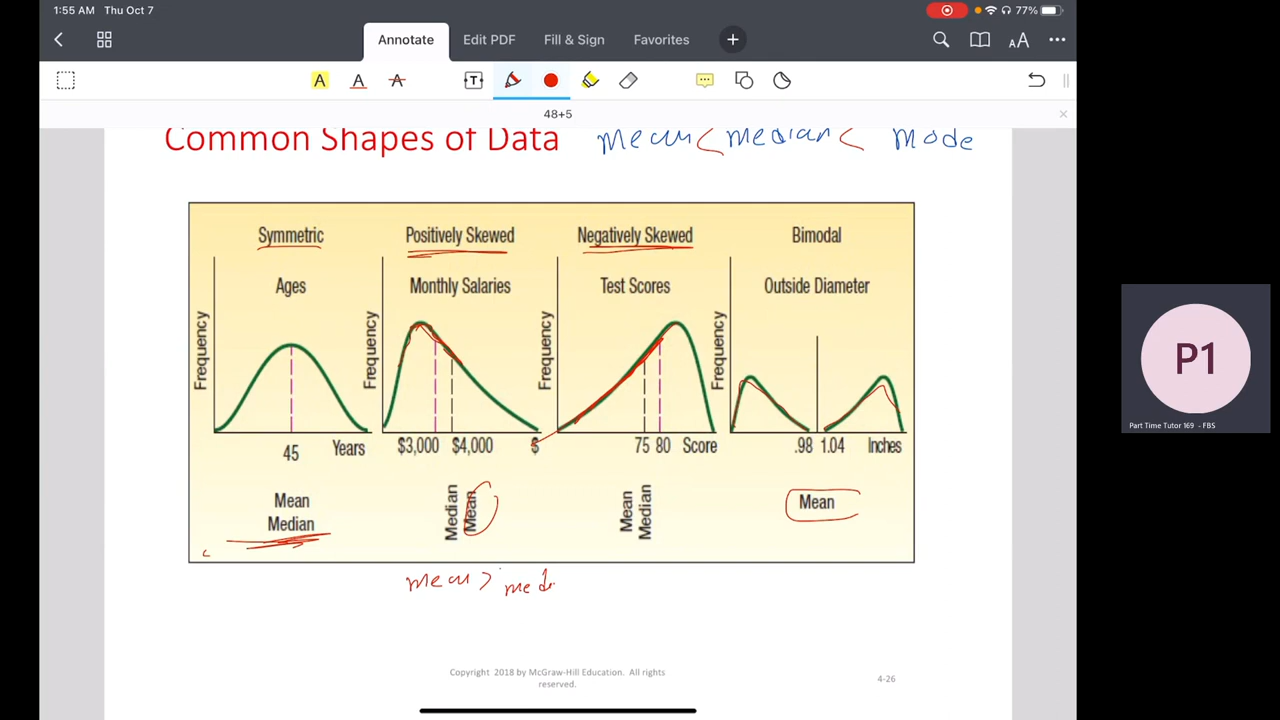 1:55 AM Thu Oct 7
77%
Annotate Edit PDF Fill & Sign Favorites
AA
A A A T
48+5
Common Shapes of Data mean < median < mode
Symmetric Positively Skewed Negatively Skewed Bimodal
Ages Monthly Salaries Test Scores Outside Diameter
Frequency Frequency Frequency Frequency
45 Years $3,000 $4,000 $ 75 80 Score .98 1.04 Inches
Mean
Median
Median
Mean
Mean
Median
Mean
mean > med
P1
Part Time Tutor 169 - FBS
Copyright 2018 by McGraw-Hill Education. All rights
reserved.
4-26